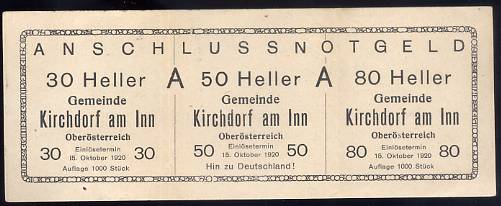 ANSCHLUSSNOTGELD
30 Heller A 50 Heller A 80 Heller
Gemeinde Gemeinde Gemeinde
Kirchdorf am Inn Kirchdorf am Inn Kirchdorf am Inn
Oberösterreich Oberösterreich Oberösterreich
30 Einlösetermin 15. Oktober 1920 30
Auflage 1000 Stück
50 Einlösetermin 15. Oktober 1920 50
Hin zu Deutschland!
80 Einlösetermin 15. Oktober 1920 80
Auflage 1000 Stück